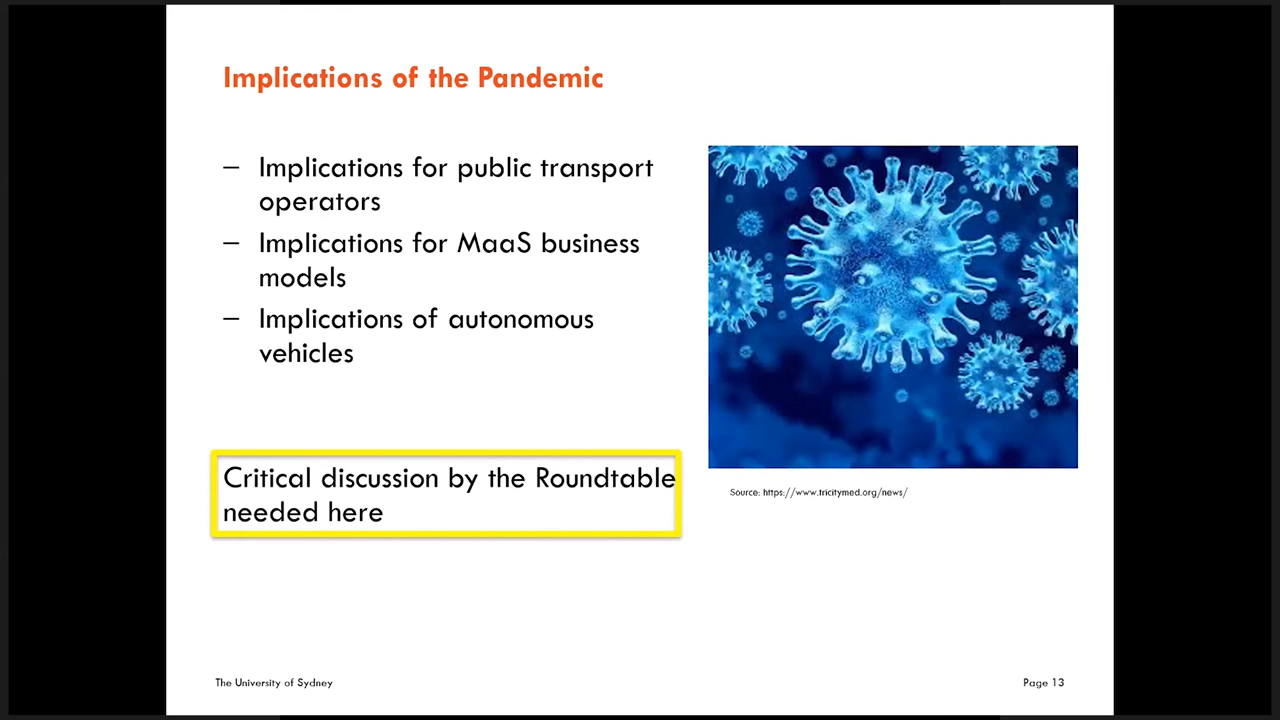 Implications of the Pandemic
– Implications for public transport
operators
– Implications for MaaS business
models
– Implications of autonomous
vehicles
Critical discussion by the Roundtable
needed here
Source: https://www.tricitymed.org/news/
The University of Sydney
Page 13